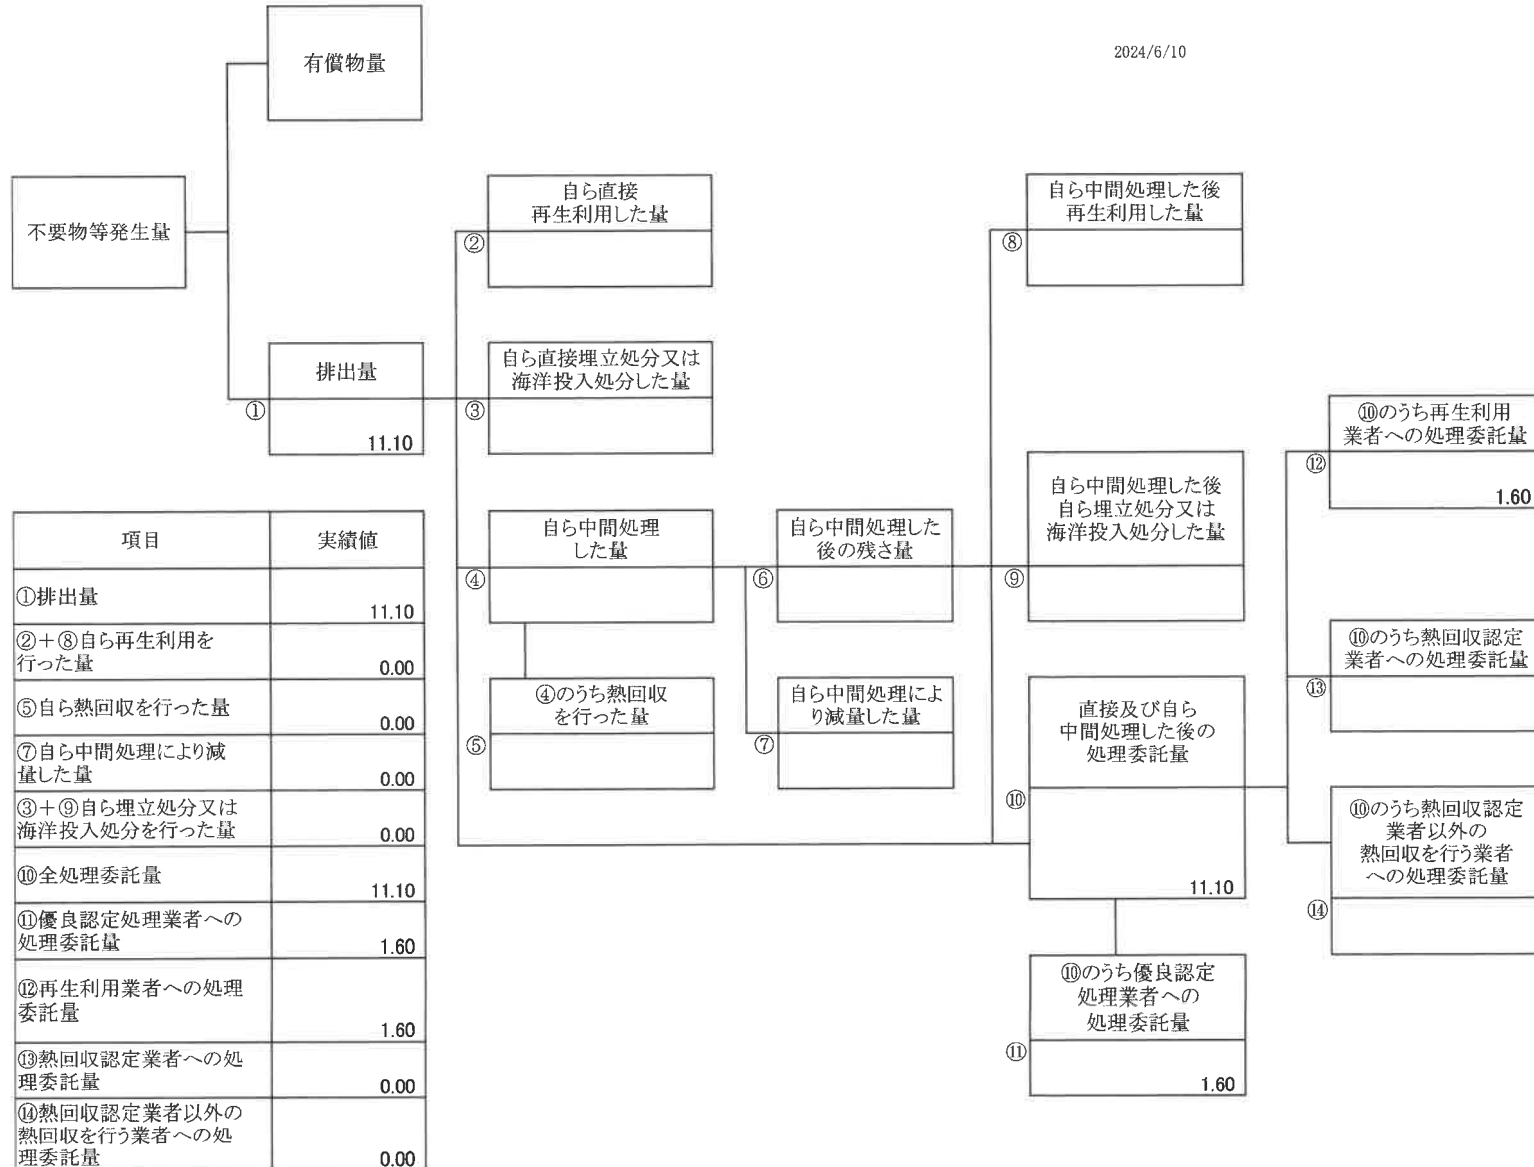 2024/6/10
有償物量
不要物等発生量
排出量
①
11.10
自ら直接
再生利用した量
②
自ら直接埋立処分又は
海洋投入処分した量
③
自ら中間処理
した量
④
④のうち熱回収
を行った量
⑤
自ら中間処理した
後の残さ量
⑥
自ら中間処理によ
り減量した量
⑦
自ら中間処理した後
再生利用した量
⑧
自ら中間処理した後
自ら埋立処分又は
海洋投入処分した量
⑨
直接及び自ら
中間処理した後の
処理委託量
⑩
11.10
⑩のうち優良認定
処理業者への
処理委託量
⑪
1.60
⑩のうち再生利用
業者への処理委託量
⑫
1.60
⑩のうち熱回収認定
業者への処理委託量
⑬
⑩のうち熱回収認定
業者以外の
熱回収を行う業者
への処理委託量
⑭
項目 実績値
①排出量
11.10
②+⑧自ら再生利用を
行った量 0.00
⑤自ら熱回収を行った量
0.00
⑦自ら中間処理により減
量した量 0.00
③+⑨自ら埋立処分又は
海洋投入処分を行った量 0.00
⑩全処理委託量
11.10
⑪優良認定処理業者への
処理委託量 1.60
⑫再生利用業者への処理
委託量
1.60
⑬熱回収認定業者への処
理委託量 0.00
⑭熱回収認定業者以外の
熱回収を行う業者への処
理委託量 0.00